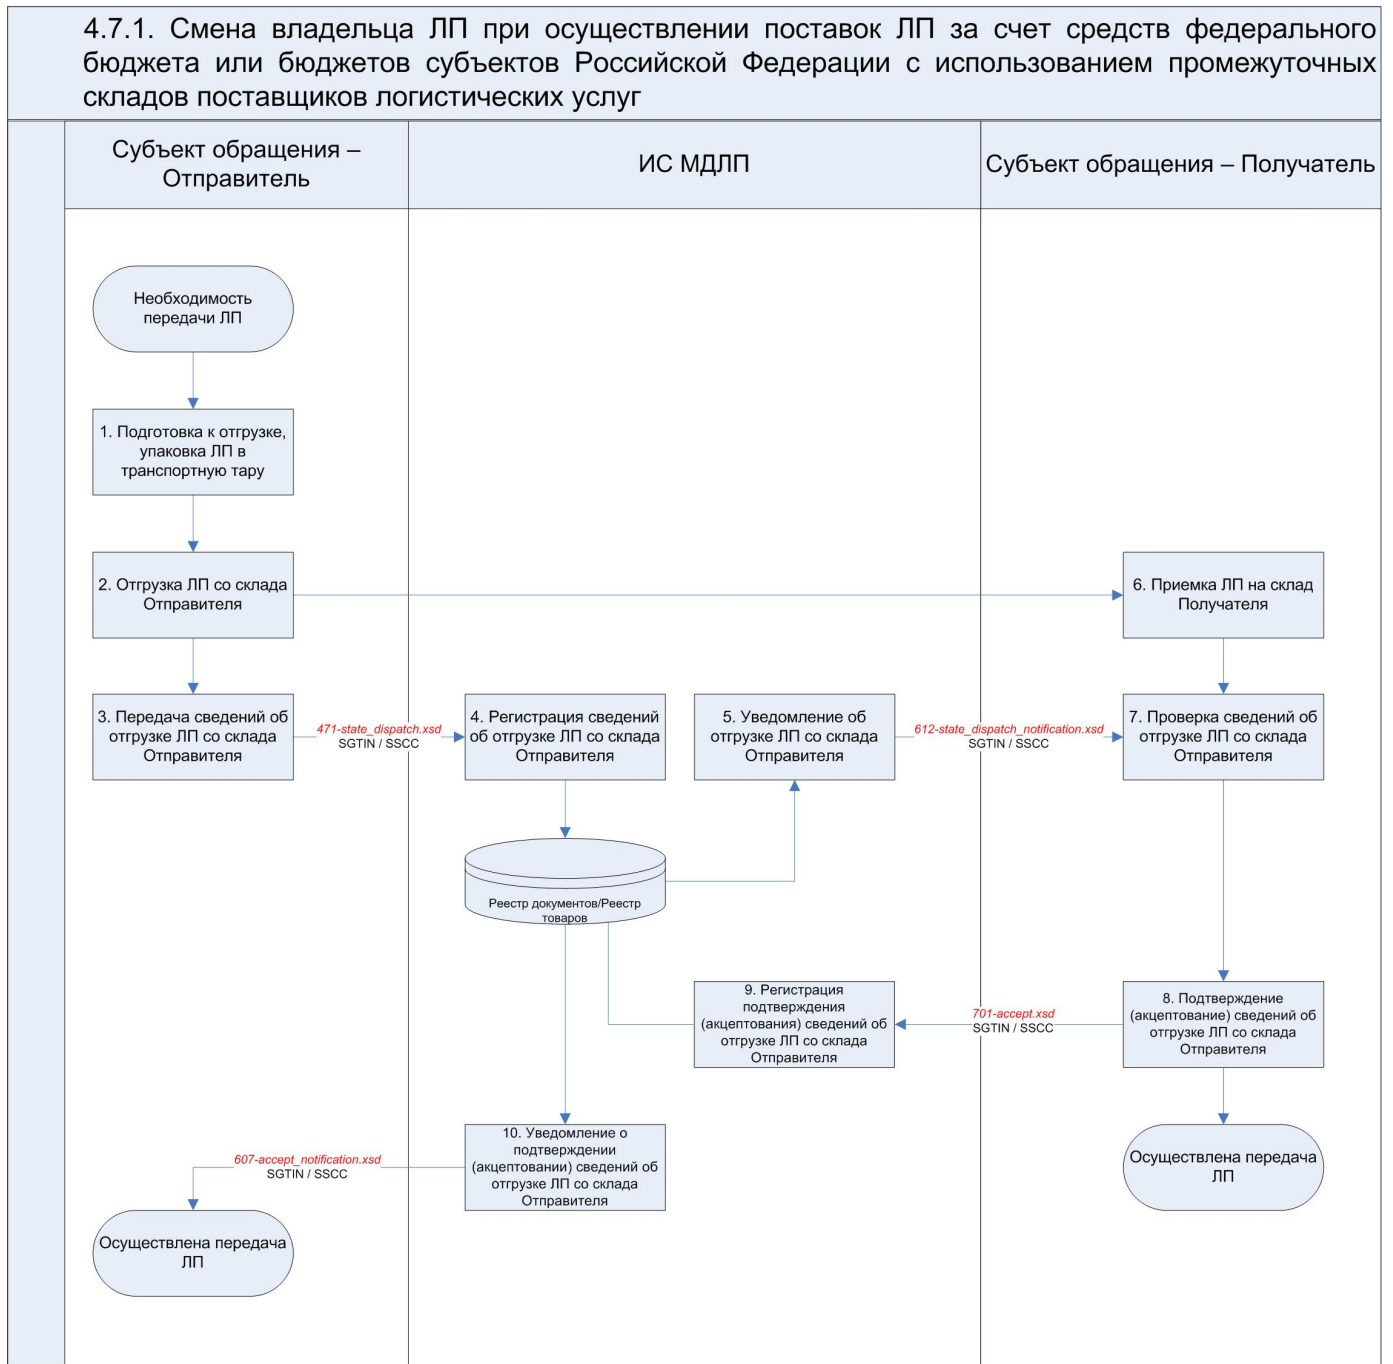 4.7.1. Смена владельца ЛП при осуществлении поставок ЛП за счет средств федерального
бюджета или бюджетов субъектов Российской Федерации с использованием промежуточных
складов поставщиков логистических услуг
Субъект обращения –
Отправитель
ИС МДЛП
Субъект обращения – Получатель
Необходимость
передачи ЛП
1. Подготовка к отгрузке,
упаковка ЛП в
транспортную тару
2. Отгрузка ЛП со склада
Отправителя
6. Приемка ЛП на склад
Получателя
3. Передача сведений об
отгрузке ЛП со склада
Отправителя
471-state_dispatch.xsd
SGTIN / SSCC
4. Регистрация сведений
об отгрузке ЛП со склада
Отправителя
5. Уведомление об
отгрузке ЛП со склада
Отправителя
612-state_dispatch_notification.xsd
SGTIN / SSCC
7. Проверка сведений об
отгрузке ЛП со склада
Отправителя
Реестр документов/Реестр
товаров
9. Регистрация
подтверждения
(акцептования) сведений об
отгрузке ЛП со склада
Отправителя
701-accept.xsd
SGTIN / SSCC
8. Подтверждение
(акцептование) сведений об
отгрузке ЛП со склада
Отправителя
10. Уведомление о
подтверждении
(акцептовании) сведений об
отгрузке ЛП со склада
Отправителя
607-accept_notification.xsd
SGTIN / SSCC
Осуществлена передача
ЛП
Осуществлена передача
ЛП